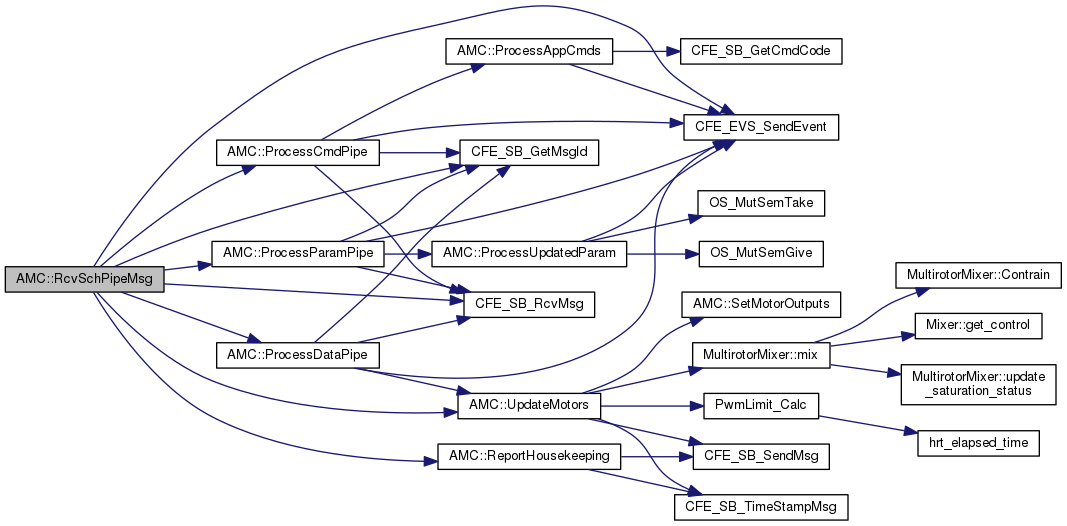 AMC::RcvSchPipeMsg
AMC::ProcessCmdPipe
AMC::ProcessParamPipe
AMC::ProcessDataPipe
AMC::ProcessAppCmds
CFE_SB_GetMsgId
AMC::ProcessUpdatedParam
CFE_SB_RcvMsg
AMC::UpdateMotors
AMC::ReportHousekeeping
CFE_SB_GetCmdCode
CFE_EVS_SendEvent
OS_MutSemTake
OS_MutSemGive
AMC::SetMotorOutputs
MultirotorMixer::mix
PwmLimit_Calc
CFE_SB_SendMsg
CFE_SB_TimeStampMsg
MultirotorMixer::Contrain
Mixer::get_control
MultirotorMixer::update
_saturation_status
hrt_elapsed_time